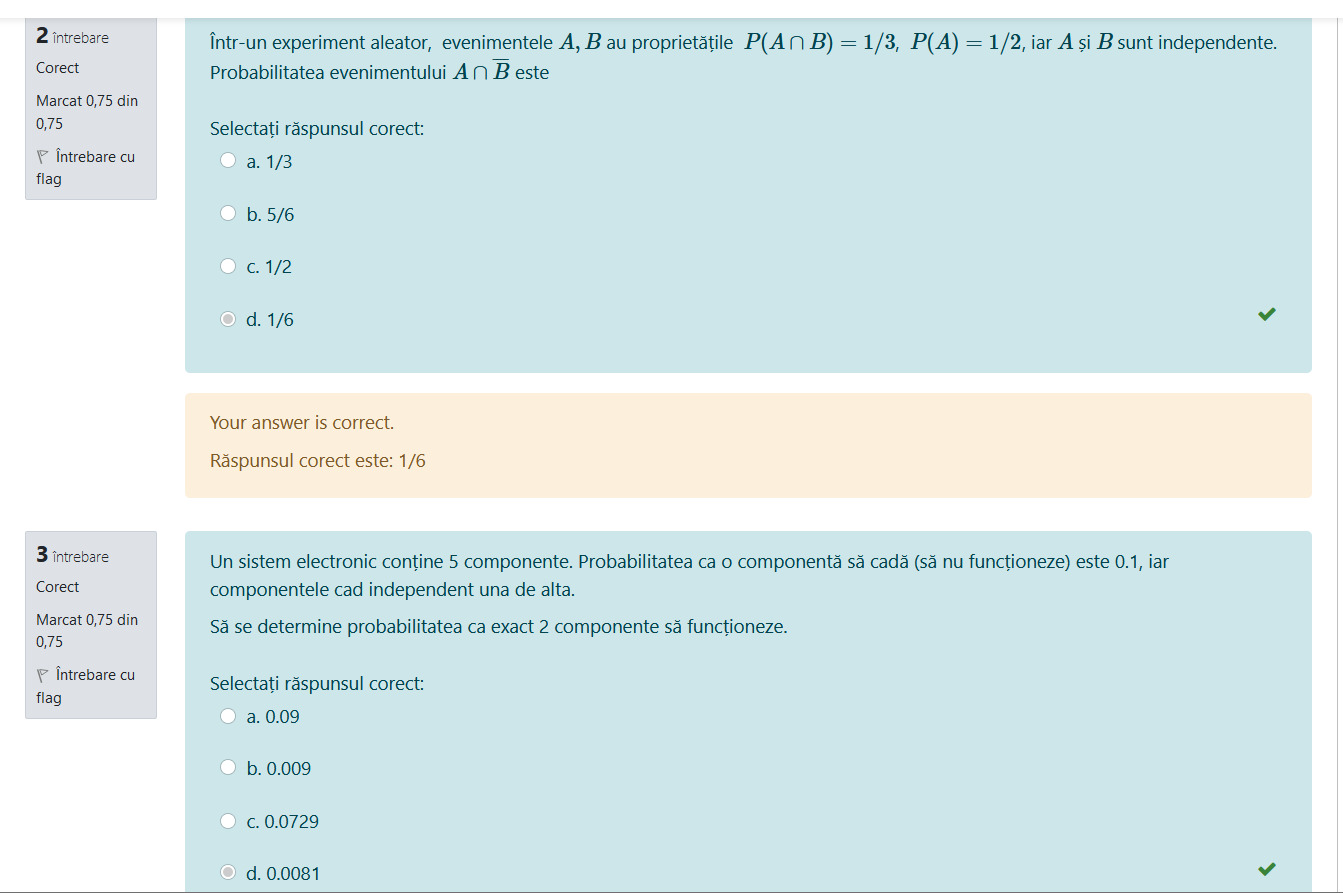 2 întrebare
Corect
Marcat 0,75 din
0,75
Întrebare cu
flag
Într-un experiment aleator, evenimentele A, B au proprietățile P(A ∩ B) = 1/3, P(A) = 1/2, iar A și B sunt independente.
Probabilitatea evenimentului A ∩ B̅ este
Selectați răspunsul corect:
a. 1/3
b. 5/6
c. 1/2
d. 1/6
Your answer is correct.
Răspunsul corect este: 1/6
3 întrebare
Corect
Marcat 0,75 din
0,75
Întrebare cu
flag
Un sistem electronic conține 5 componente. Probabilitatea ca o componentă să cadă (să nu funcționeze) este 0.1, iar
componentele cad independent una de alta.
Să se determine probabilitatea ca exact 2 componente să funcționeze.
Selectați răspunsul corect:
a. 0.09
b. 0.009
c. 0.0729
d. 0.0081